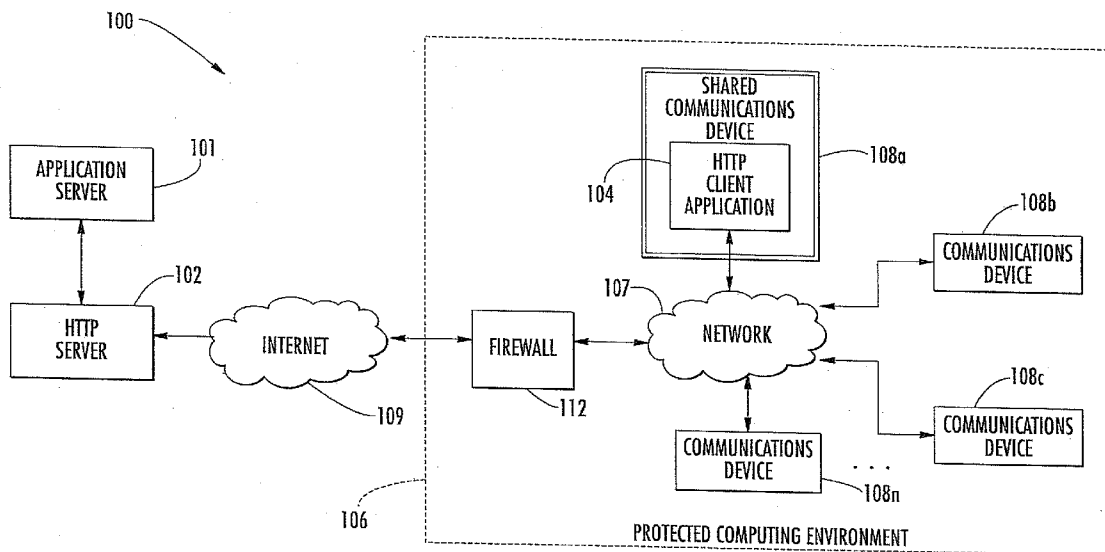 100
101
APPLICATION
SERVER
102
HTTP
SERVER
INTERNET
109
FIREWALL
112
106
SHARED
COMMUNICATIONS
DEVICE
104
HTTP
CLIENT
APPLICATION
108a
107
NETWORK
108b
COMMUNICATIONS
DEVICE
108c
COMMUNICATIONS
DEVICE
COMMUNICATIONS
DEVICE
. . .
108n
PROTECTED COMPUTING ENVIRONMENT